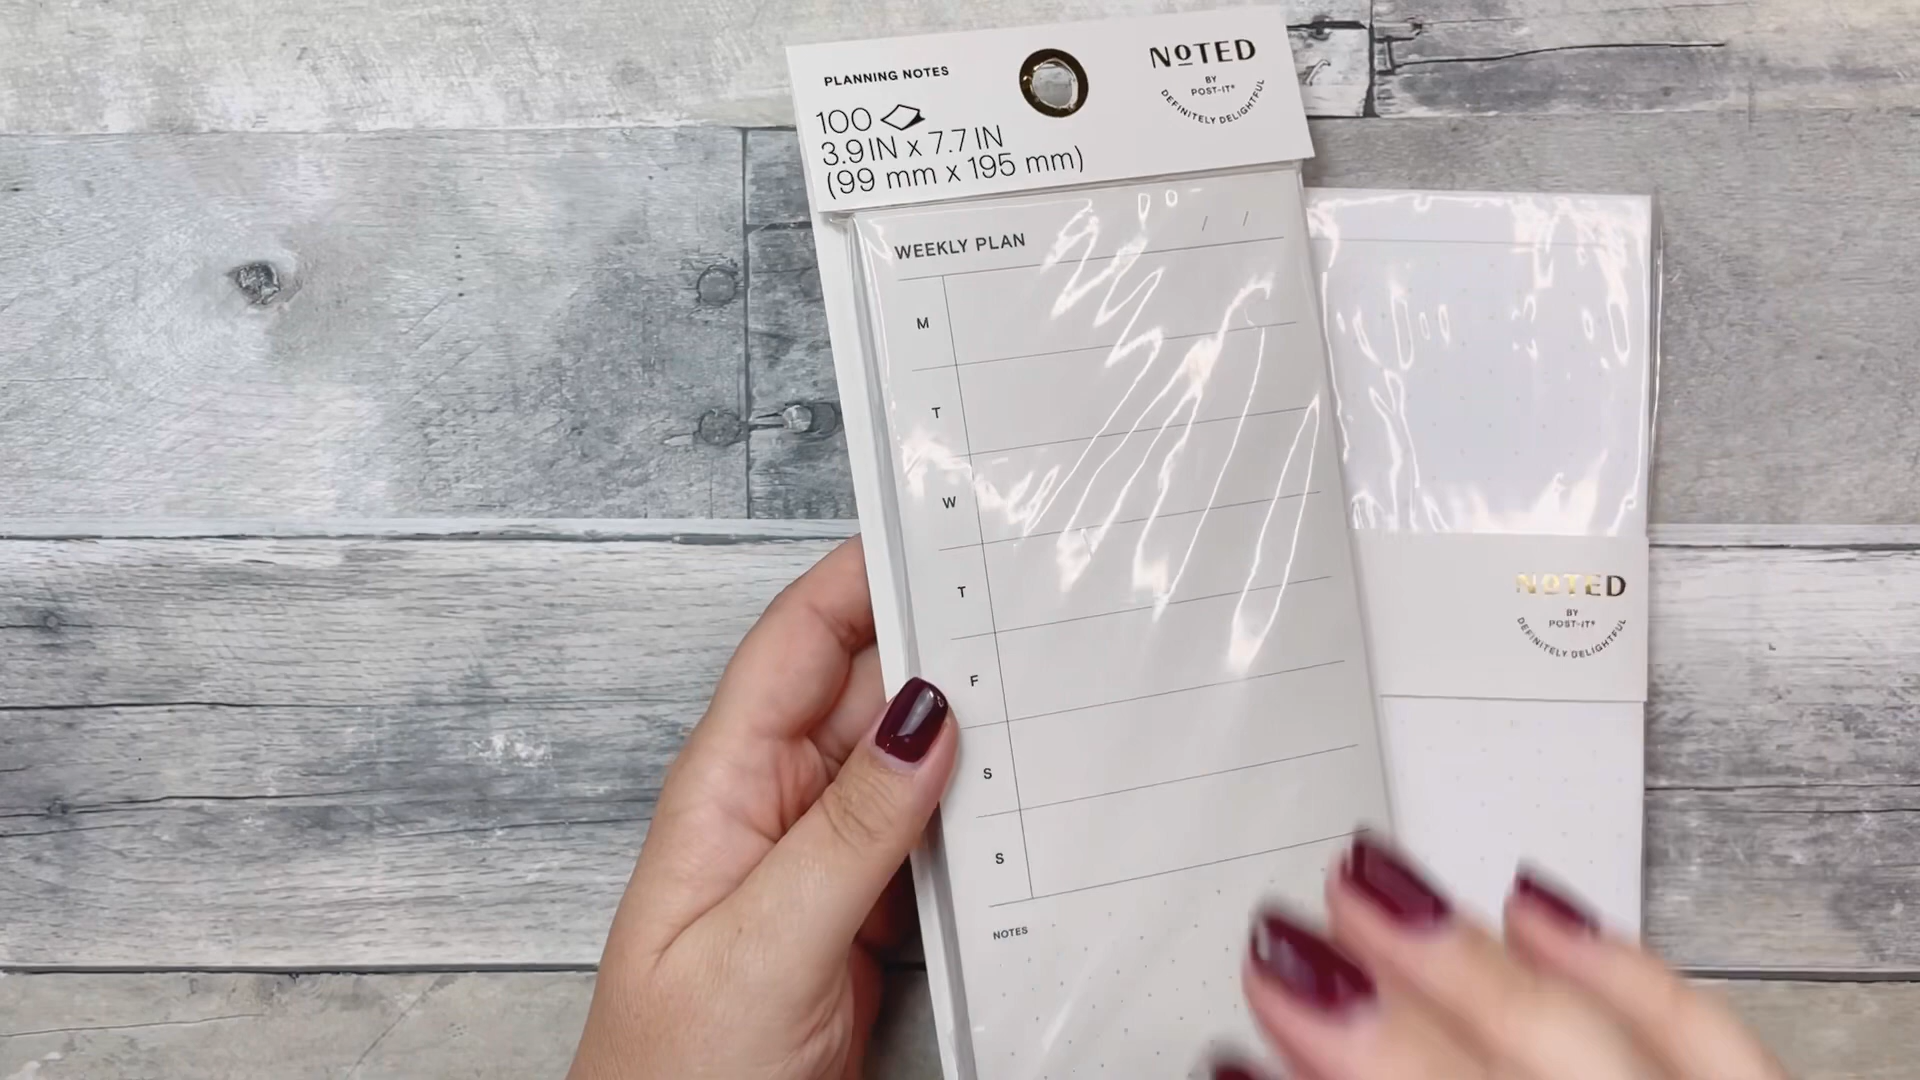 PLANNING NOTES
100
3.9 IN x 7.7 IN
(99 mm x 195 mm)
NOTED
BY
POST-IT®
DEFINITELY DELIGHTFUL
WEEKLY PLAN / /
M
T
W
T
F
S
S
NOTES
NOTED
BY
POST-IT®
DEFINITELY DELIGHTFUL